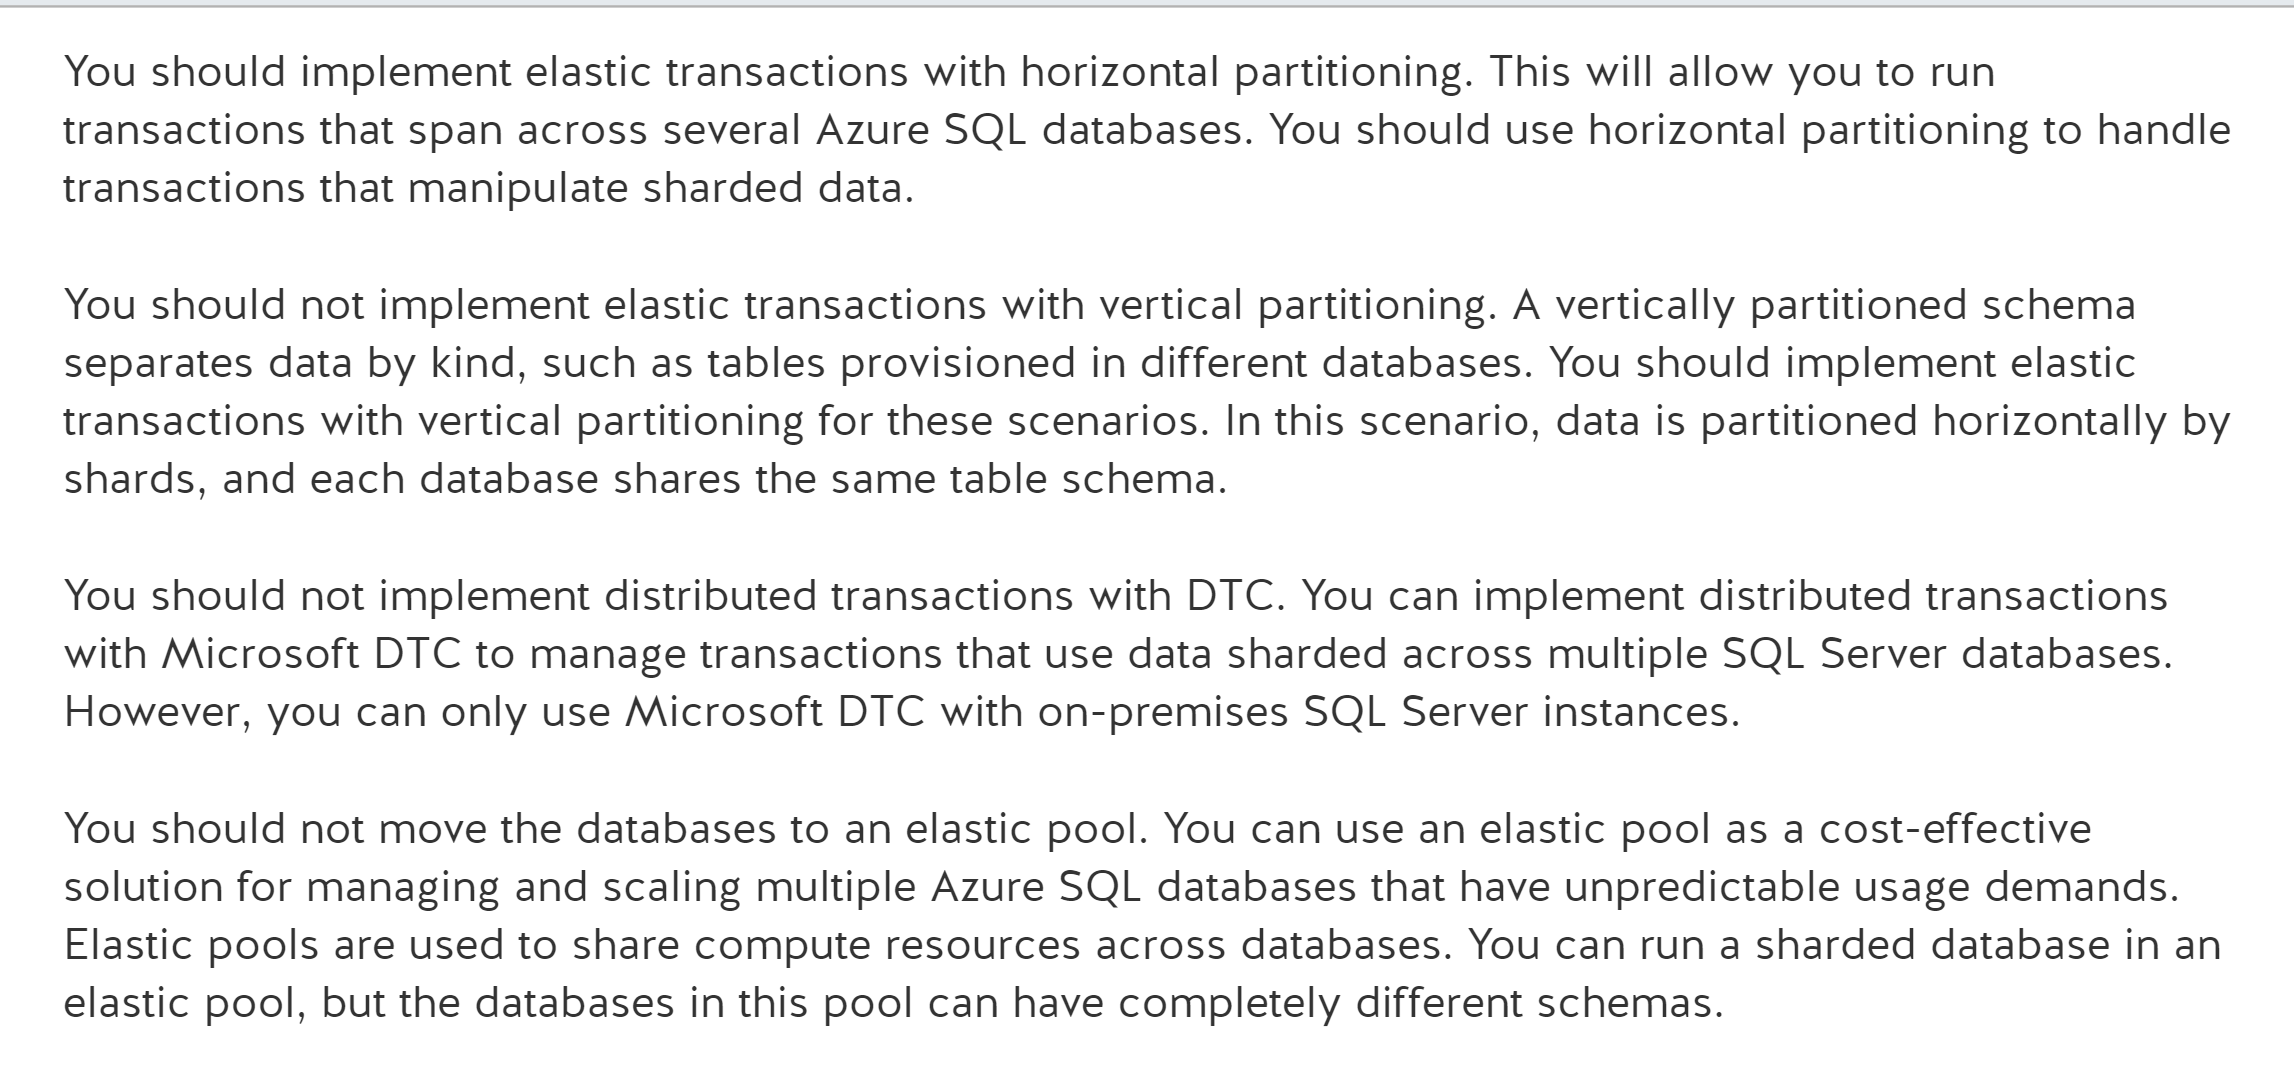 You should implement elastic transactions with horizontal partitioning. This will allow you to run
transactions that span across several Azure SQL databases. You should use horizontal partitioning to handle
transactions that manipulate sharded data.
You should not implement elastic transactions with vertical partitioning. A vertically partitioned schema
separates data by kind, such as tables provisioned in different databases. You should implement elastic
transactions with vertical partitioning for these scenarios. In this scenario, data is partitioned horizontally by
shards, and each database shares the same table schema.
You should not implement distributed transactions with DTC. You can implement distributed transactions
with Microsoft DTC to manage transactions that use data sharded across multiple SQL Server databases.
However, you can only use Microsoft DTC with on-premises SQL Server instances.
You should not move the databases to an elastic pool. You can use an elastic pool as a cost-effective
solution for managing and scaling multiple Azure SQL databases that have unpredictable usage demands.
Elastic pools are used to share compute resources across databases. You can run a sharded database in an
elastic pool, but the databases in this pool can have completely different schemas.